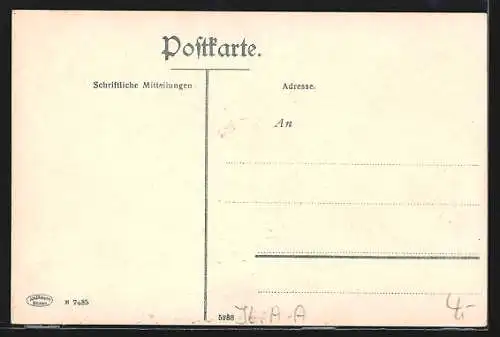 Postkarte.
Schriftliche Mitteilungen
Adresse.
An
N 7485
5288
4,-